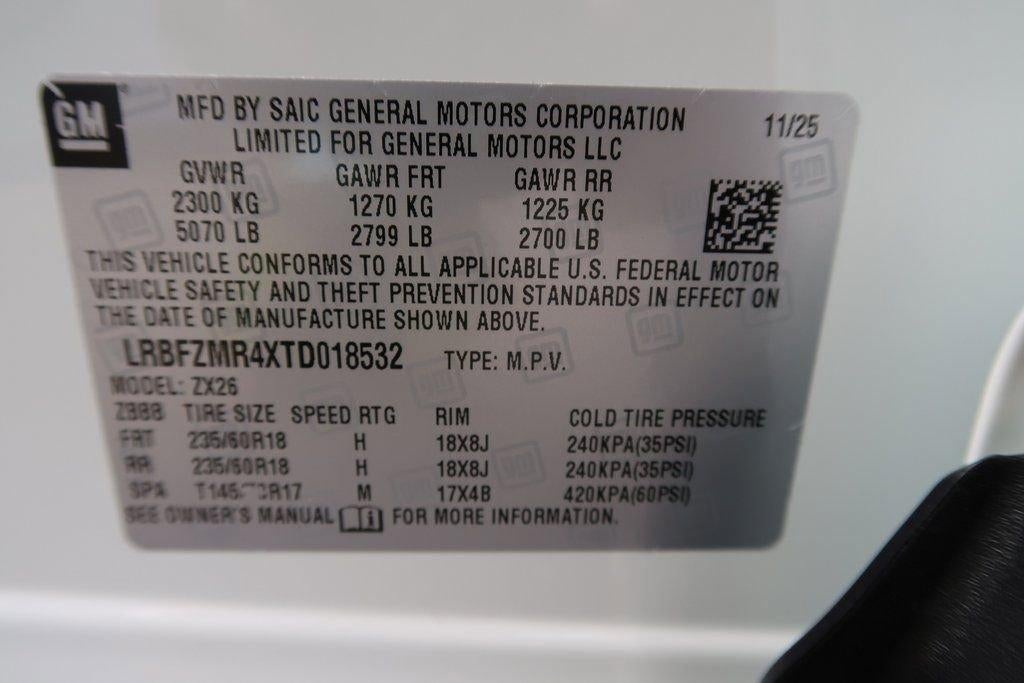 GM
MFD BY SAIC GENERAL MOTORS CORPORATION 11/25
LIMITED FOR GENERAL MOTORS LLC
GVWR GAWR FRT GAWR RR
2300 KG 1270 KG 1225 KG
5070 LB 2799 LB 2700 LB
THIS VEHICLE CONFORMS TO ALL APPLICABLE U.S. FEDERAL MOTOR
VEHICLE SAFETY AND THEFT PREVENTION STANDARDS IN EFFECT ON
THE DATE OF MANUFACTURE SHOWN ABOVE.
LRBFZMR4XTD018532 TYPE: M.P.V.
MODEL: ZX26
TIRE SIZE SPEED RTG RIM COLD TIRE PRESSURE
FRT 235/60R18 H 18X8J 240KPA(35PSI)
RR 235/60R18 H 18X8J 240KPA(35PSI)
SPA M 17X4B 420KPA(60PSI)
SEE OWNER'S MANUAL FOR MORE INFORMATION.